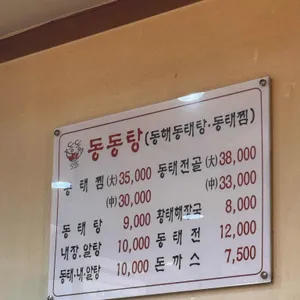 동동탕(동해동태탕·동태찜)
동태찜(大)35,000 동태전골(大)38,000
(中)30,000 (中)33,000
동태탕 9,000 황태해장국 8,000
내장.알탕 10,000 동태전 12,000
동태·내.알탕 10,000 돈까스 7,500